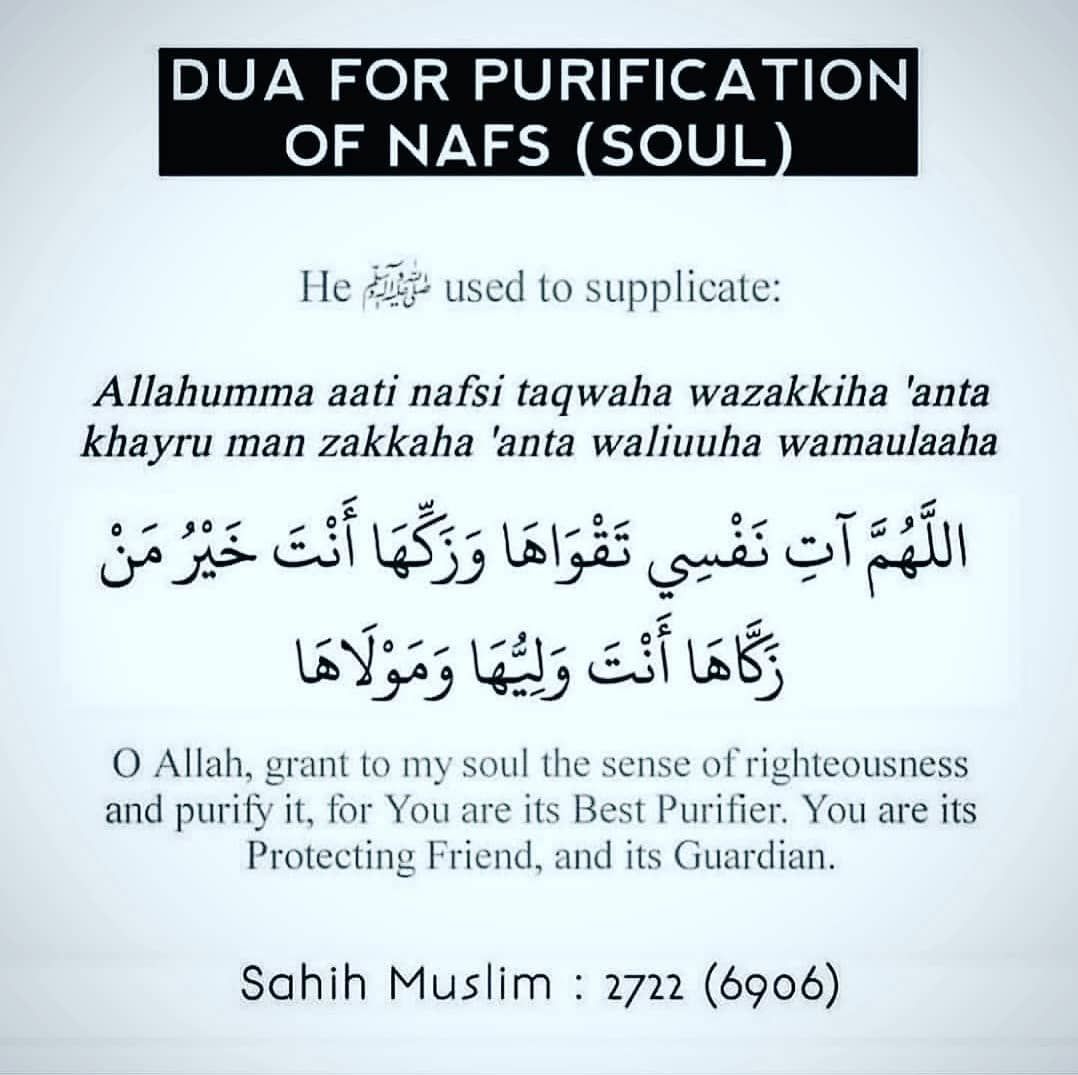 DUA FOR PURIFICATION
OF NAFS (SOUL)
He ﷺ used to supplicate:
Allahumma aati nafsi taqwaha wazakkiha 'anta
khayru man zakkaha 'anta waliuuha wamaulaaha
اللَّهُمَّ آتِ نَفْسِي تَقْوَاهَا وَزَكِّهَا أَنْتَ خَيْرُ مَنْ
زَكَّاهَا أَنْتَ وَلِيُّهَا وَمَوْلَاهَا
O Allah, grant to my soul the sense of righteousness
and purify it, for You are its Best Purifier. You are its
Protecting Friend, and its Guardian.
Sahih Muslim : 2722 (6906)